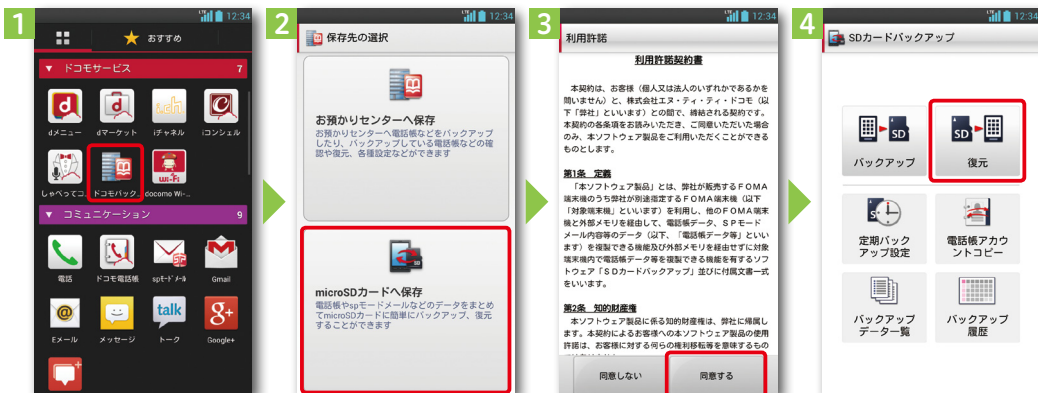 1
LTE 12:34
おすすめ
▼ ドコモサービス 7
d
d
i.ch
dメニュー dマーケット iチャネル iコンシェル
Wi-Fi
しゃべってコ.. ドコモバック.. docomo Wi-..
▼ コミュニケーション 9
電話 ドコモ電話帳 spモードメール Gmail
@
talk
g+
Eメール メッセージ トーク Google+
2
LTE 12:34
保存先の選択
お預かりセンターへ保存
お預かりセンターへ電話帳などをバックアップ
したり、バックアップしている電話帳などの確
認や復元、各種設定などができます
microSDカードへ保存
電話帳やspモードメールなどのデータをまとめ
てmicroSDカードに簡単にバックアップ、復元
することができます
3
LTE 12:34
利用許諾
利用許諾契約書
本契約は、お客様（個人又は法人のいずれかであるかを
問いません）と、株式会社エヌ・ティ・ティ・ドコモ（以
下「弊社」といいます）との間で、締結される契約です。
本契約の各条項をお読みいただき、ご同意いただいた場合
のみ、本ソフトウェア製品をご利用いただくことができる
ものとします。
第1条 定義
「本ソフトウェア製品」とは、弊社が販売するＦＯＭＡ
端末機のうち弊社が別途指定するＦＯＭＡ端末機（以下
「対象端末機」といいます）を利用し、他のＦＯＭＡ端末
機と外部メモリを経由して、電話帳データ、ＳＰモード
メール内容等のデータ（以下、「電話帳データ等」といい
ます）を複製できる機能及び外部メモリを経由せずに対象
端末機内で電話帳データ等を複製できる機能を有するソフ
トウェア「ＳＤカードバックアップ」並びに付属文書一式
をいいます。
第2条 知的財産権
本ソフトウェア製品に係る知的財産権は、弊社に帰属し
ます。本契約によるお客様への本ソフトウェア製品の使用
許諾は、お客様に対する何らの権利移転等を意味するもの
同意しない 同意する
4
LTE 12:34
SDカードバックアップ
SD
SD
バックアップ 復元
定期バック
アップ設定
電話帳アカウ
ントコピー
バックアップ
データ一覧
バックアップ
履歴